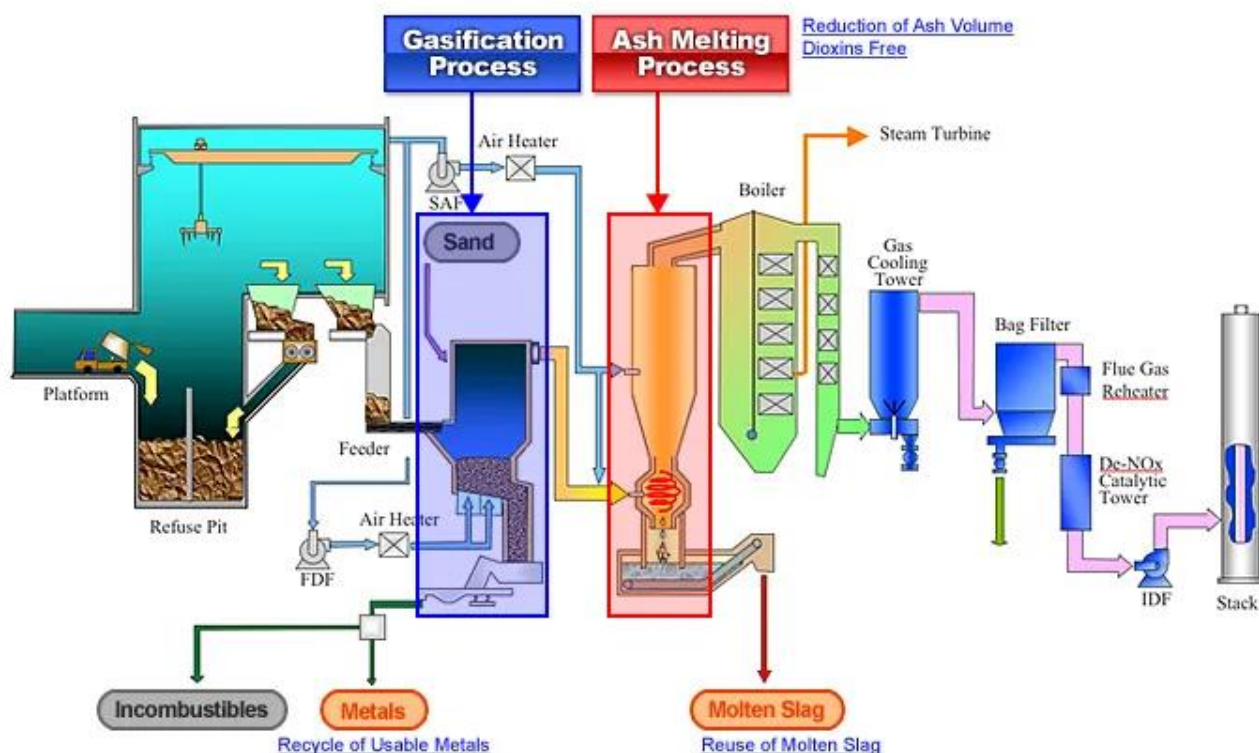 Gasification
Process
Ash Melting
Process
Reduction of Ash Volume
Dioxins Free
Steam Turbine
Air Heater
SAF
Boiler
Sand
Gas
Cooling
Tower
Bag Filter
Flue Gas
Reheater
Platform
Feeder
De-NOx
Catalytic
Tower
Refuse Pit
Air Heater
FDF
IDF
Stack
Incombustibles
Metals
Molten Slag
Recycle of Usable Metals
Reuse of Molten Slag